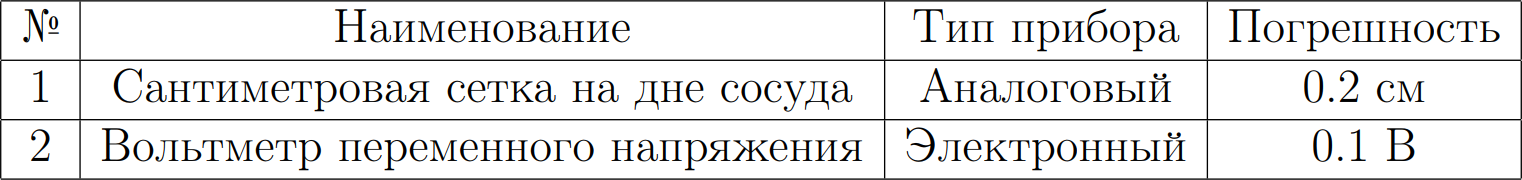 № Наименование Тип прибора Погрешность
1 Сантиметровая сетка на дне сосуда Аналоговый 0.2 см
2 Вольтметр переменного напряжения Электронный 0.1 В